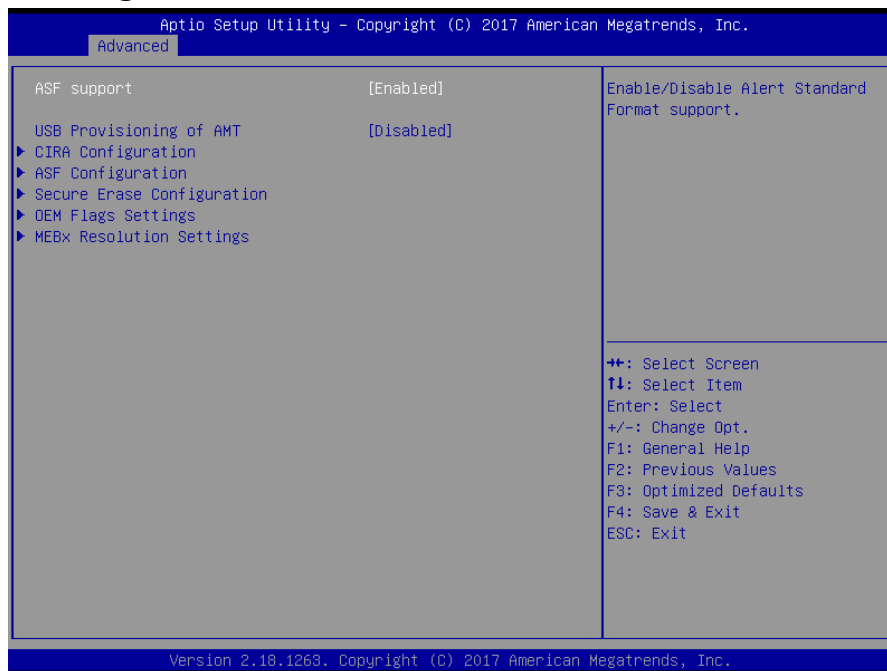 Aptio Setup Utility – Copyright (C) 2017 American Megatrends, Inc.
Advanced
ASF support [Enabled]
USB Provisioning of AMT [Disabled]
▶ CIRA Configuration
▶ ASF Configuration
▶ Secure Erase Configuration
▶ OEM Flags Settings
▶ MEBx Resolution Settings
Enable/Disable Alert Standard
Format support.
→←: Select Screen
↑↓: Select Item
Enter: Select
+/-: Change Opt.
F1: General Help
F2: Previous Values
F3: Optimized Defaults
F4: Save & Exit
ESC: Exit
Version 2.18.1263. Copyright (C) 2017 American Megatrends, Inc.